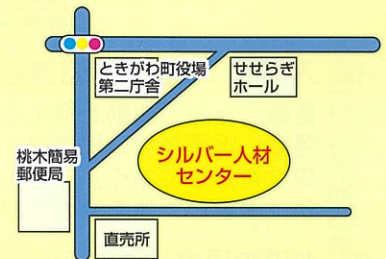 ときがわ町役場
第二庁舎
せせらぎ
ホール
桃木簡易
郵便局
シルバー人材
センター
直売所